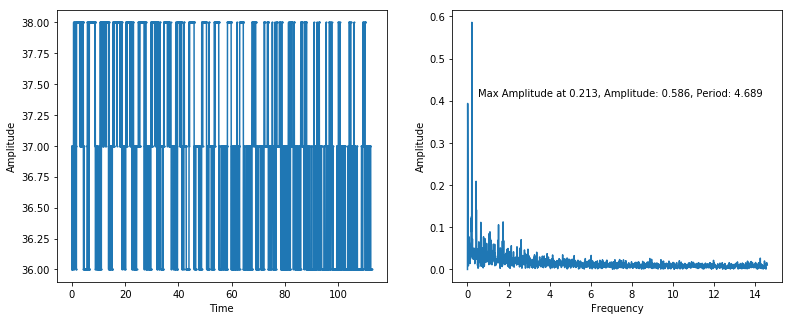 38.00
37.75
37.50
37.25
37.00
36.75
36.50
36.25
36.00
Amplitude
0 20 40 60 80 100
Time
0.6
0.5
0.4
0.3
0.2
0.1
0.0
Amplitude
Max Amplitude at 0.213, Amplitude: 0.586, Period: 4.689
0 2 4 6 8 10 12 14
Frequency